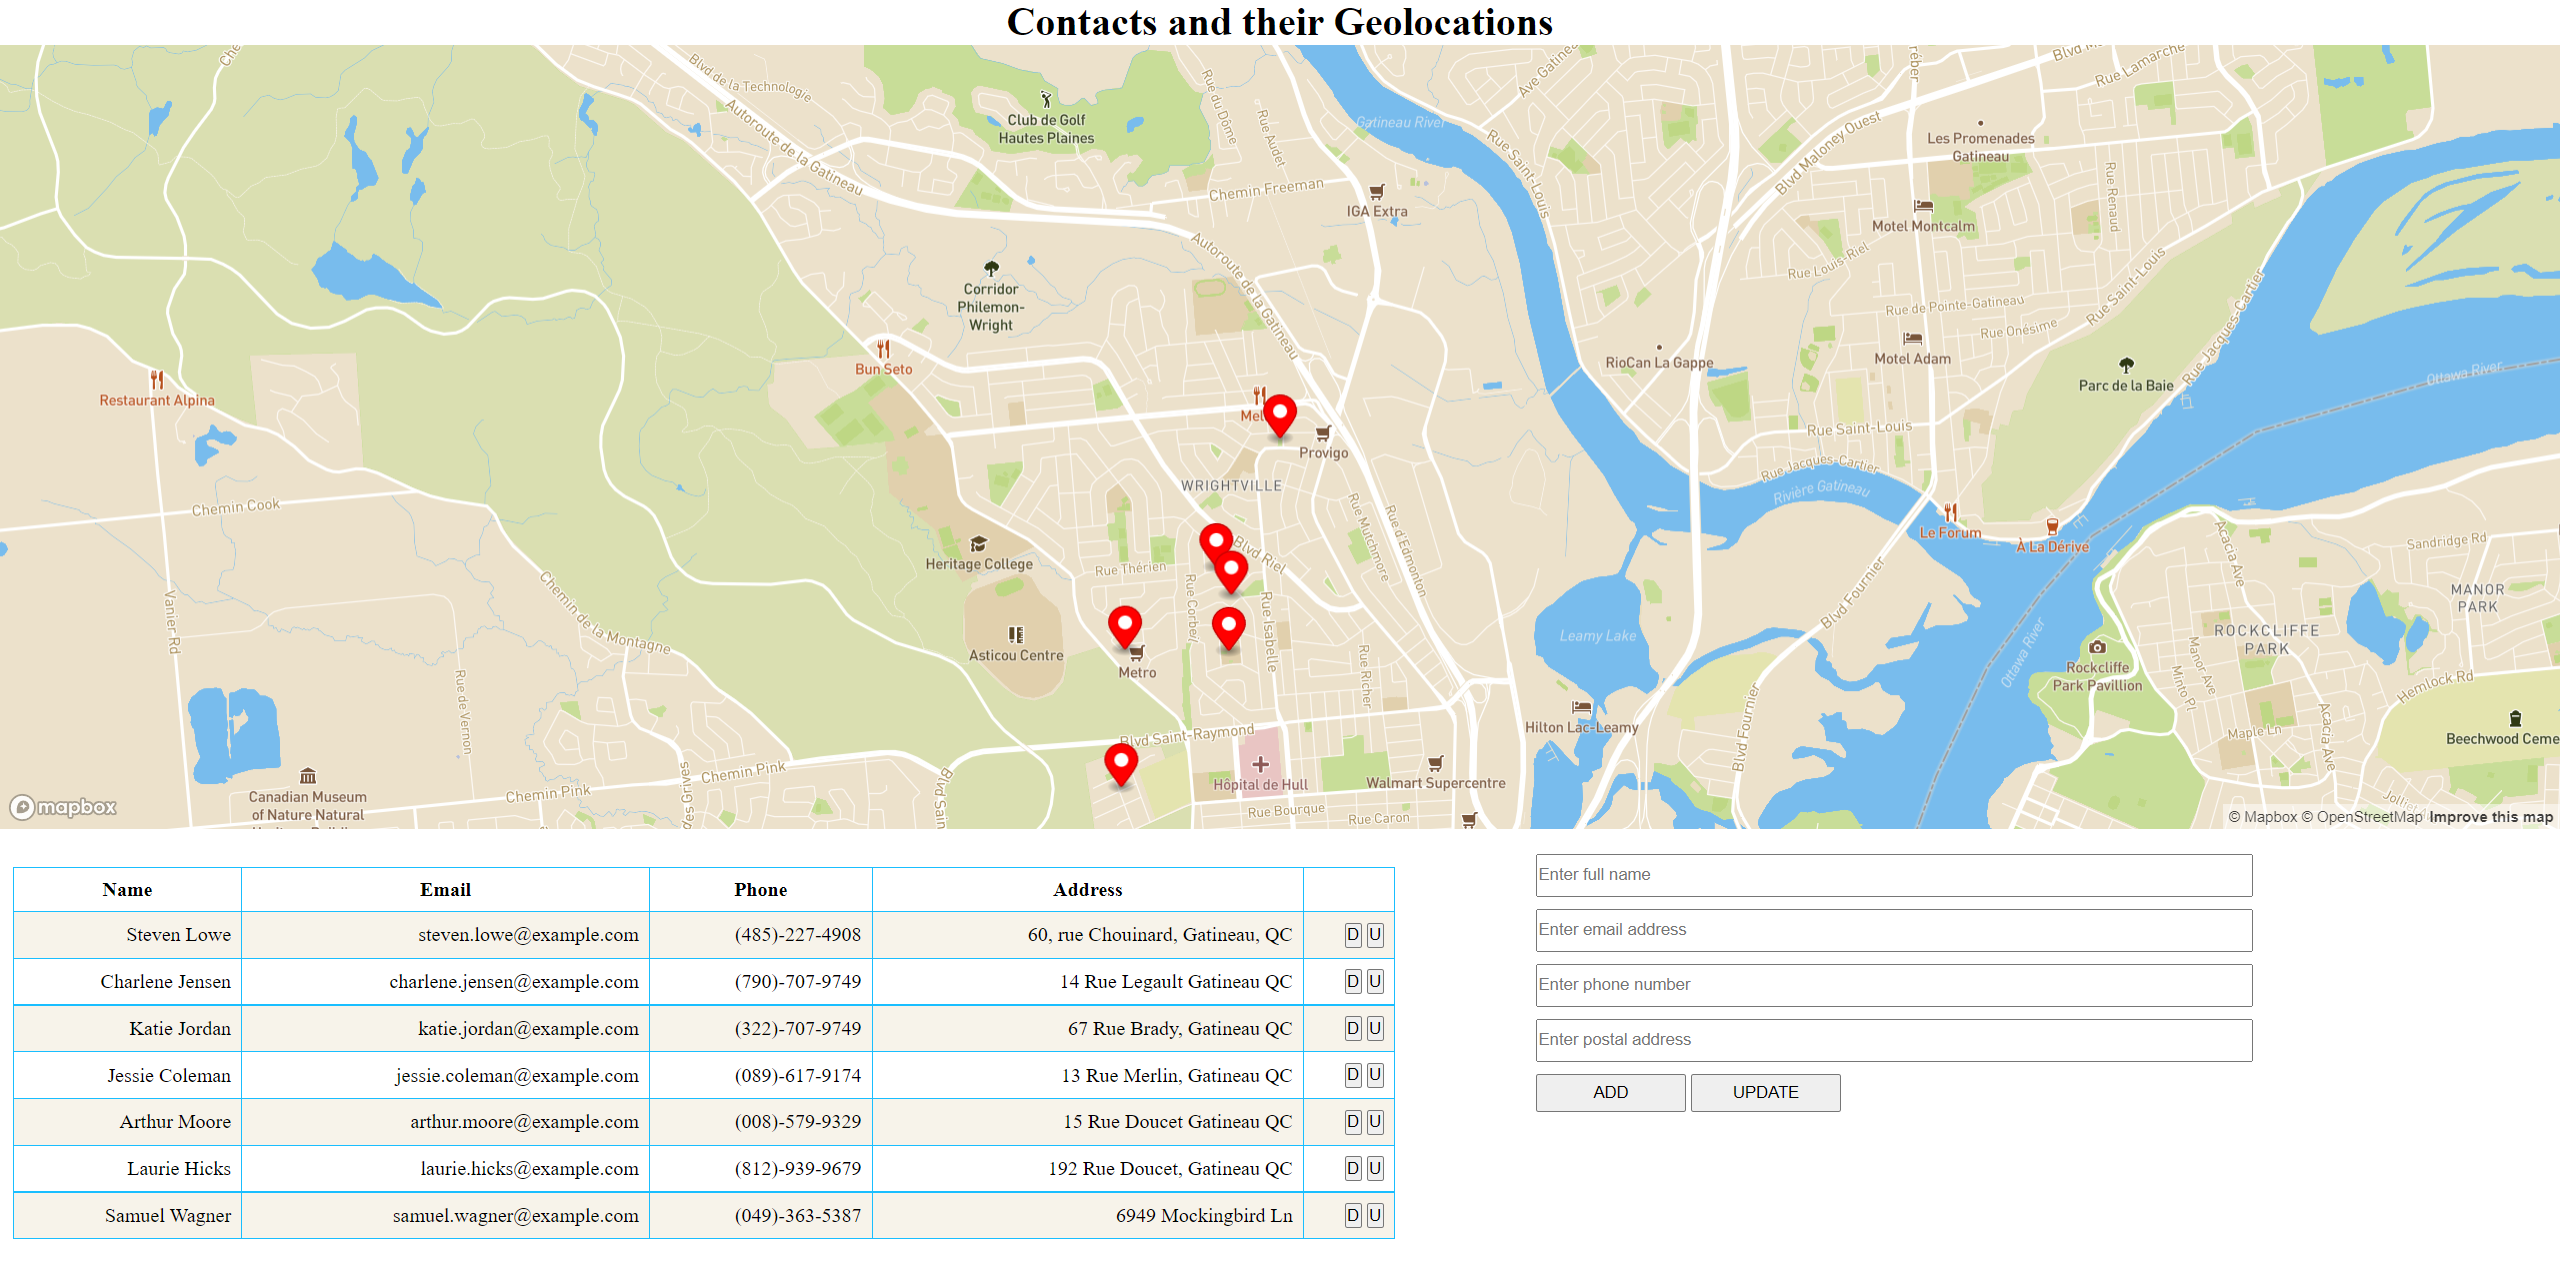 Contacts and their Geolocations
Blvd de la Technologie
Autoroute de la Gatineau
Club de Golf
Hautes Plaines
Rue du Dôme
Rue Audet
Chemin Freeman
IGA Extra
Gatineau River
Rue Saint-Louis
Blvd Maloney Ouest
Rue Lamarche
Les Promenades
Gatineau
Rue Renaud
Motel Montcalm
Rue Louis-Riel
Rue Saint-Louis
Rue de Pointe-Gatineau
Rue Onésime
Motel Adam
Rue Jacques-Cartier
Parc de la Baie
Ottawa River
RioCan La Gappe
Corridor
Philemon-
Wright
Autoroute de la Gatineau
Bun Seto
Restaurant Alpina
Provigo
WRIGHTVILLE
Rue Saint-Louis
Rue Jacques-Cartier
Rivière Gatineau
Le Forum
À La Dérive
Chemin Cook
Heritage College
Rue Thérien
Blvd Riel
Rue Mutchmore
Rue d'Edmonton
Rue Corbeil
Rue Isabelle
Rue Richer
Asticou Centre
Metro
Leamy Lake
Blvd Fournier
Blvd Fournier
Ottawa River
Acacia Ave
Sandridge Rd
MANOR
PARK
ROCKCLIFFE
PARK
Rockcliffe
Park Pavillion
Manor Ave
Minto Pl
Hemlock Rd
Maple Ln
Acacia Ave
Beechwood Ceme
Vanier Rd
Chemin de la Montagne
Rue de Vernon
Chemin Pink
Chemin Pink
Blvd Saint-Raymond
Hôpital de Hull
Hilton Lac-Leamy
Walmart Supercentre
Rue Bourque
Rue Caron
Canadian Museum
of Nature Natural
mapbox
© Mapbox © OpenStreetMap Improve this map
Name Email Phone Address
Steven Lowe steven.lowe@example.com (485)-227-4908 60, rue Chouinard, Gatineau, QC D U
Charlene Jensen charlene.jensen@example.com (790)-707-9749 14 Rue Legault Gatineau QC D U
Katie Jordan katie.jordan@example.com (322)-707-9749 67 Rue Brady, Gatineau QC D U
Jessie Coleman jessie.coleman@example.com (089)-617-9174 13 Rue Merlin, Gatineau QC D U
Arthur Moore arthur.moore@example.com (008)-579-9329 15 Rue Doucet Gatineau QC D U
Laurie Hicks laurie.hicks@example.com (812)-939-9679 192 Rue Doucet, Gatineau QC D U
Samuel Wagner samuel.wagner@example.com (049)-363-5387 6949 Mockingbird Ln D U
Enter full name
Enter email address
Enter phone number
Enter postal address
ADD UPDATE